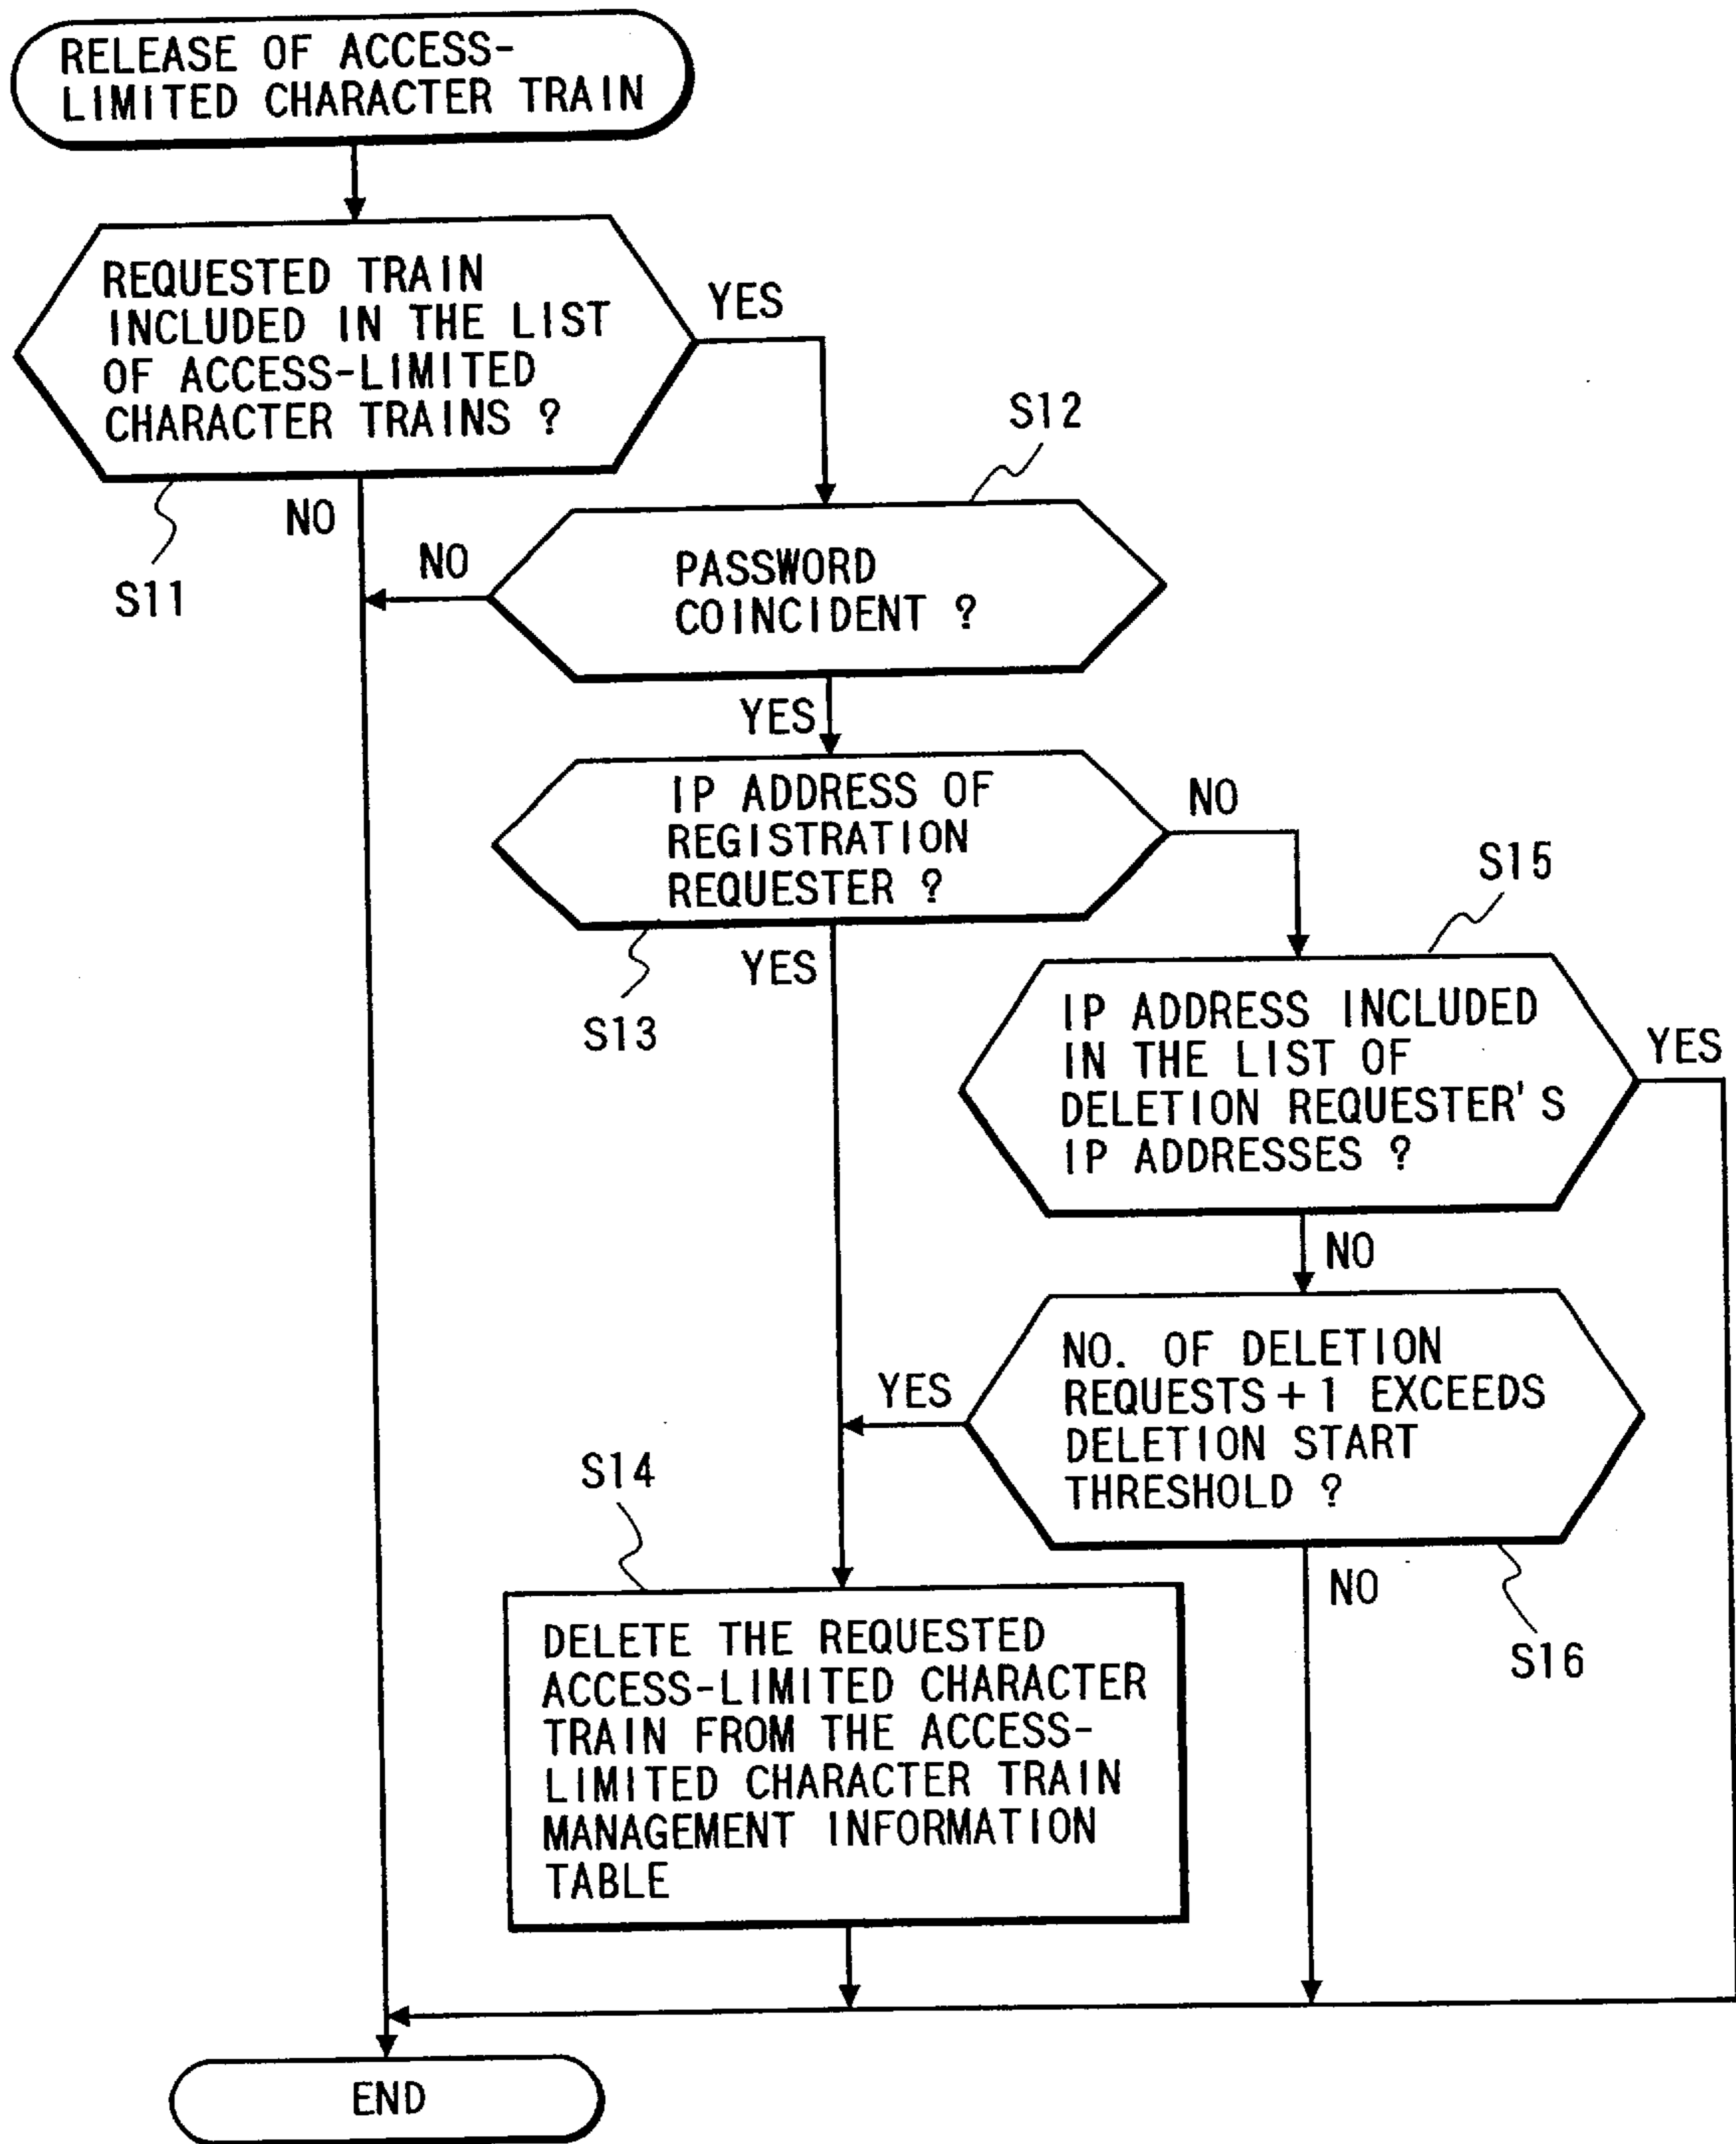 RELEASE OF ACCESS-
LIMITED CHARACTER TRAIN
REQUESTED TRAIN
INCLUDED IN THE LIST
OF ACCESS-LIMITED
CHARACTER TRAINS ?
YES
NO
S11
S12
PASSWORD
COINCIDENT ?
NO
YES
IP ADDRESS OF
REGISTRATION
REQUESTER ?
NO
YES
S13
S15
IP ADDRESS INCLUDED
IN THE LIST OF
DELETION REQUESTER'S
IP ADDRESSES ?
YES
NO
NO. OF DELETION
REQUESTS+1 EXCEEDS
DELETION START
THRESHOLD ?
YES
NO
S16
S14
DELETE THE REQUESTED
ACCESS-LIMITED CHARACTER
TRAIN FROM THE ACCESS-
LIMITED CHARACTER TRAIN
MANAGEMENT INFORMATION
TABLE
END